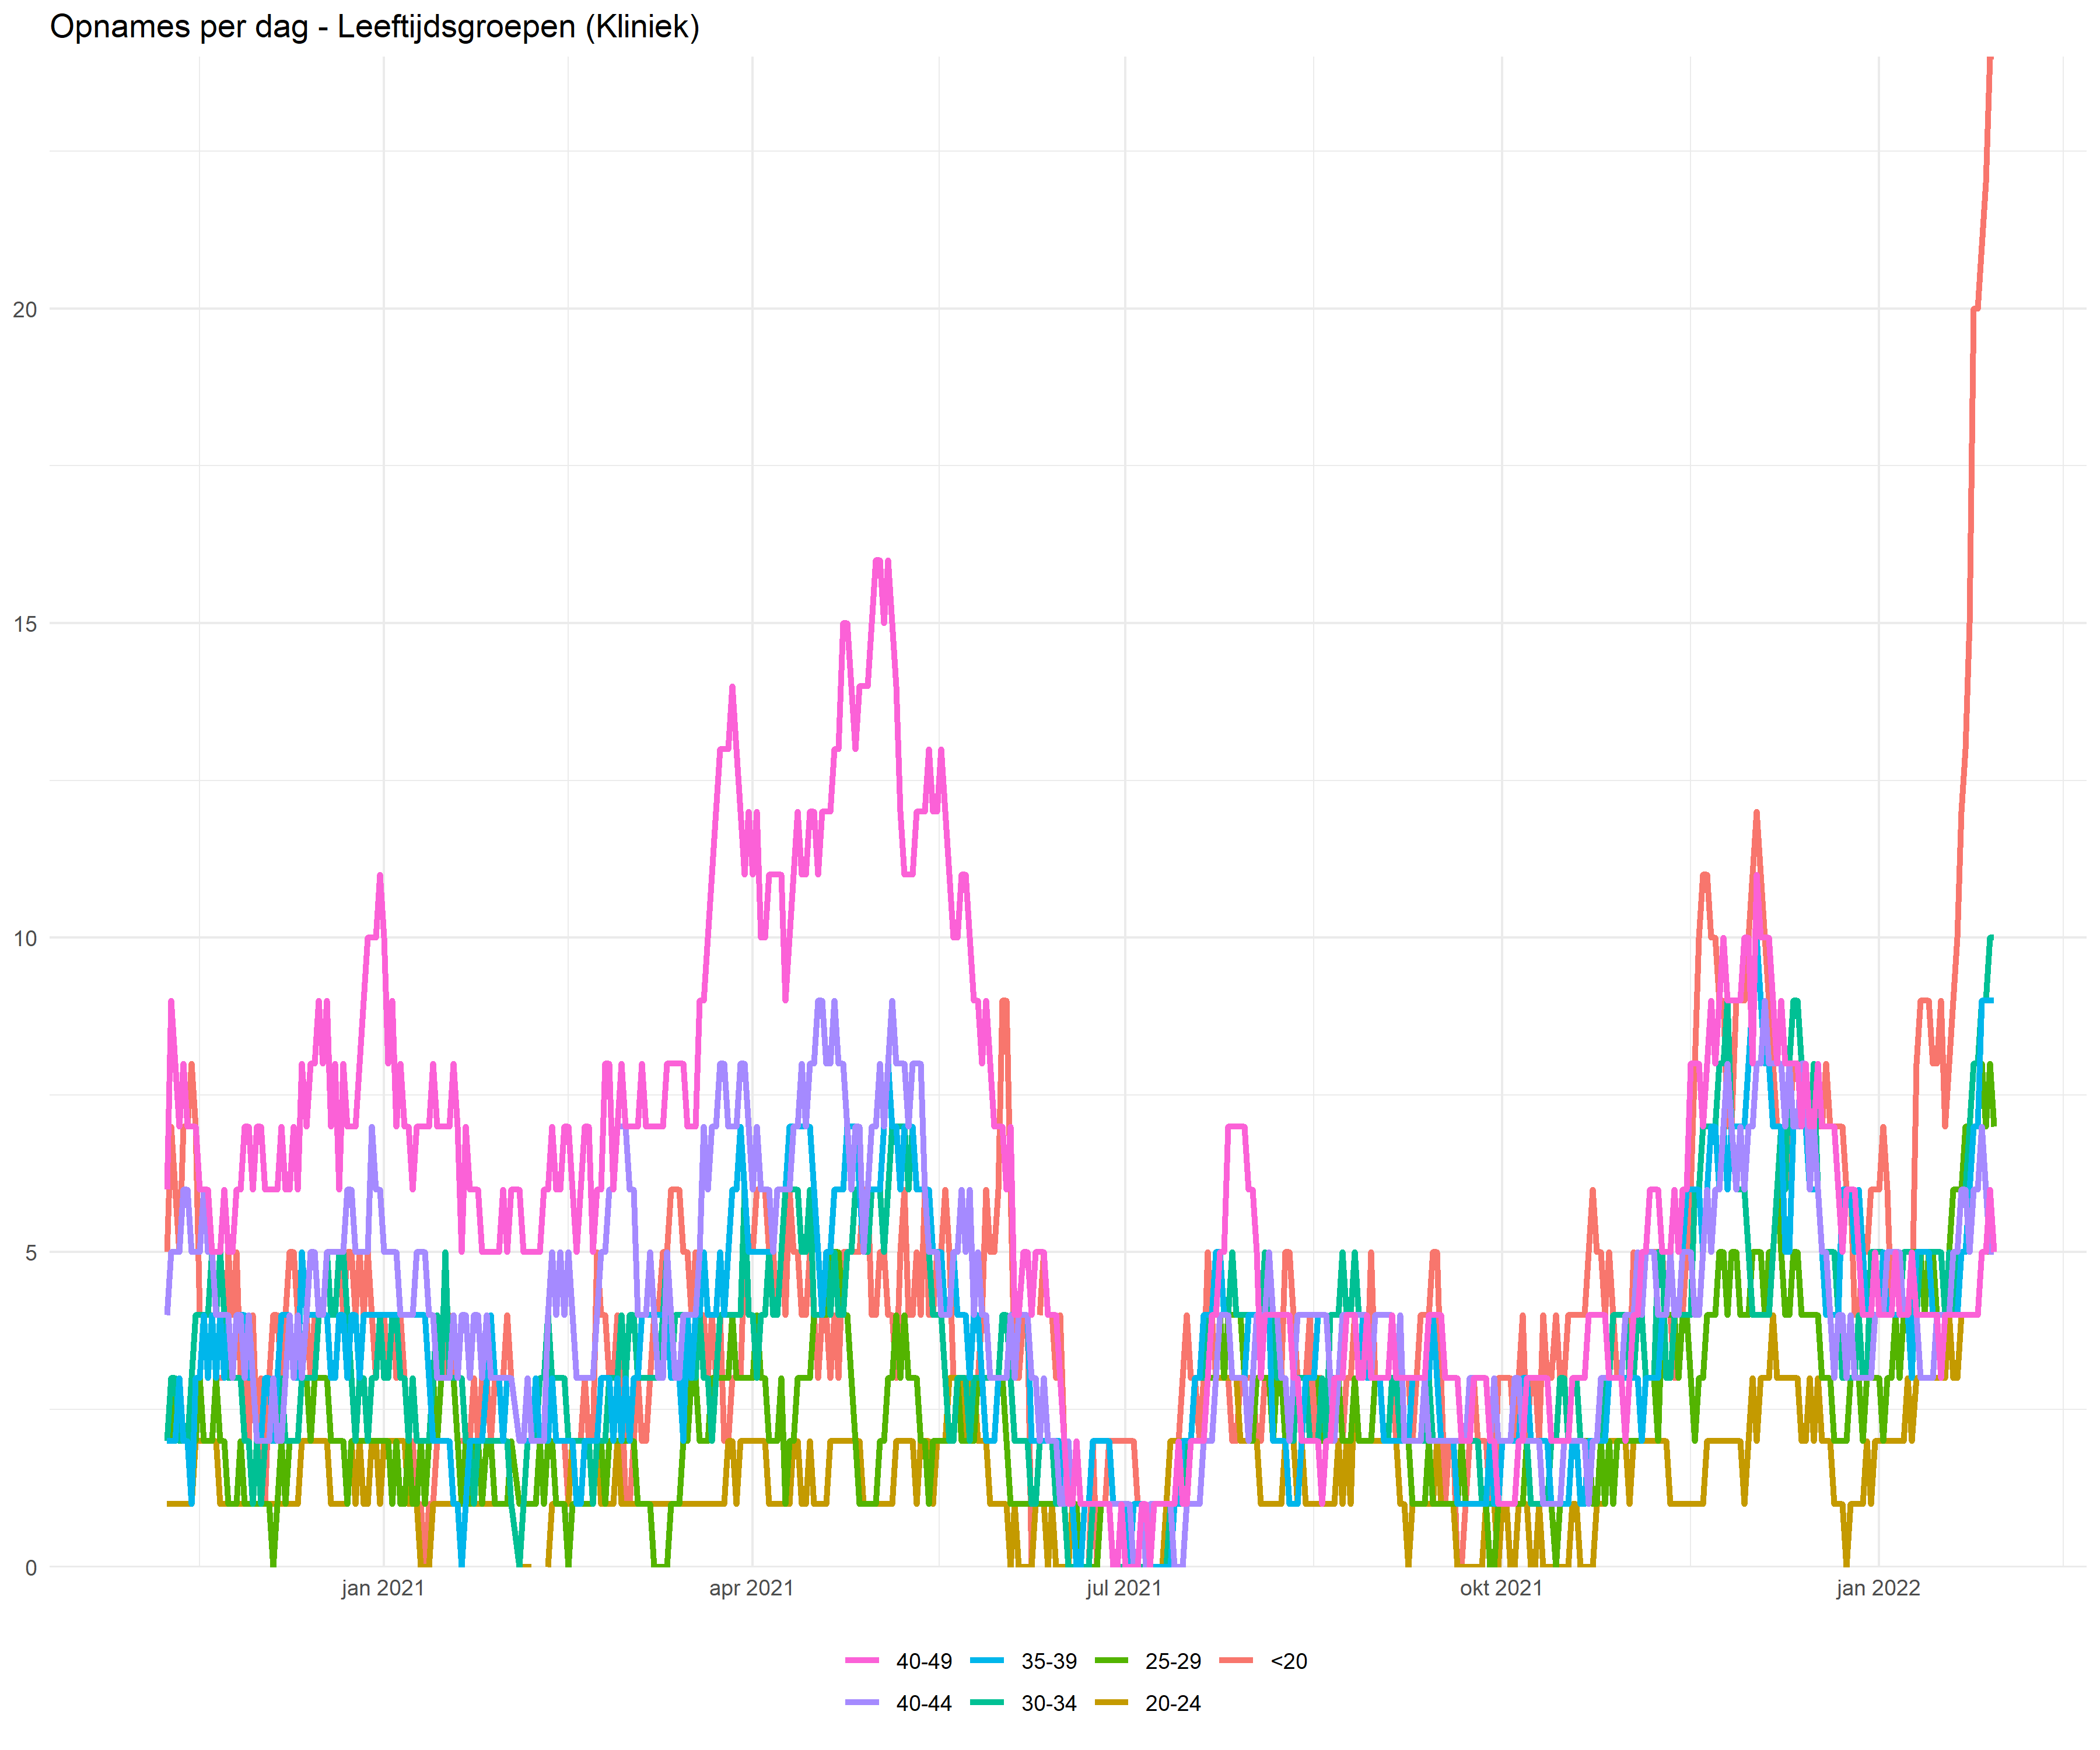 Opnames per dag - Leeftijdsgroepen (Kliniek)
20
15
10
5
0
jan 2021 apr 2021 jul 2021 okt 2021 jan 2022
40-49 35-39 25-29 <20
40-44 30-34 20-24